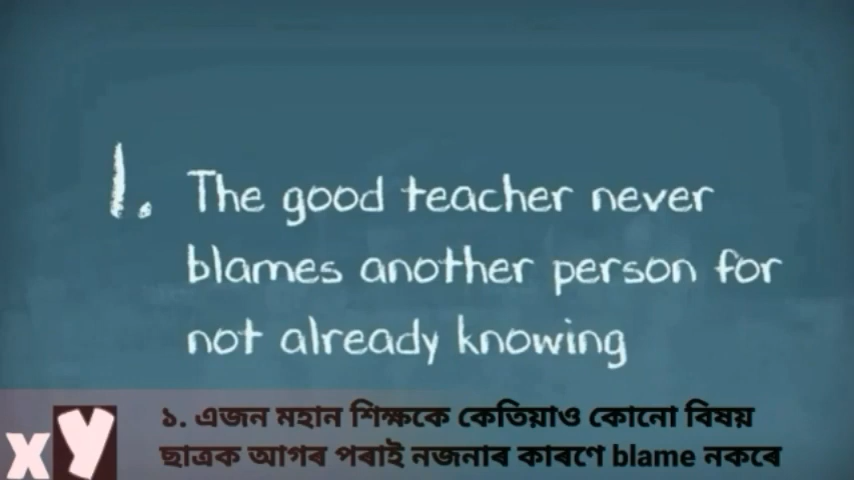 1. The good teacher never
blames another person for
not already knowing
১. এজন মহান শিক্ষকে কেতিয়াও কোনো বিষয়
ছাত্ৰক আগৰ পৰাই নজনাৰ কাৰণে blame নকৰে
xy